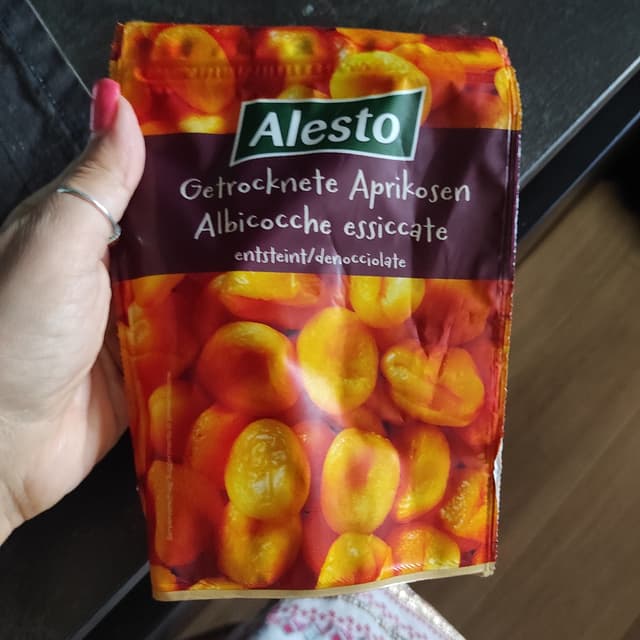 Alesto
Getrocknete Aprikosen
Albicocche essiccate
entsteint/denocciolate